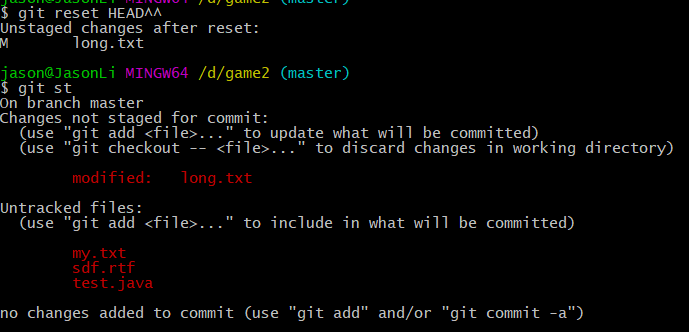 jason@JasonLi MINGW64 /d/game2 (master)
$ git reset HEAD^^
Unstaged changes after reset:
M       long.txt
jason@JasonLi MINGW64 /d/game2 (master)
$ git st
On branch master
Changes not staged for commit:
  (use "git add <file>..." to update what will be committed)
  (use "git checkout -- <file>..." to discard changes in working directory)
        modified:   long.txt
Untracked files:
  (use "git add <file>..." to include in what will be committed)
        my.txt
        sdf.rtf
        test.java
no changes added to commit (use "git add" and/or "git commit -a")